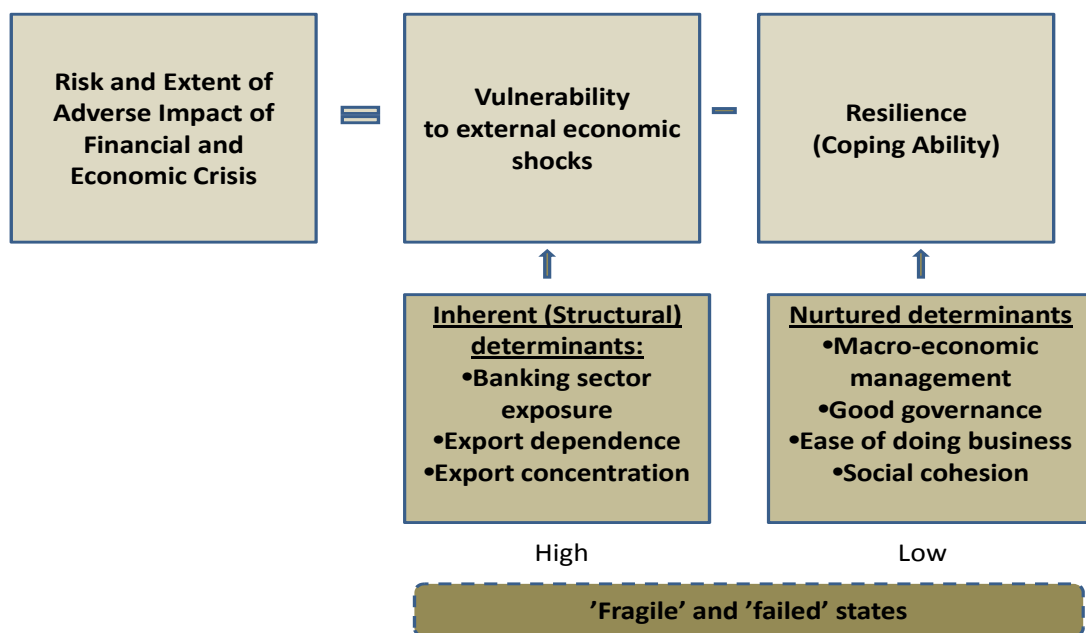 Risk and Extent of
Adverse Impact of
Financial and
Economic Crisis
=
Vulnerability
to external economic
shocks
-
Resilience
(Coping Ability)
Inherent (Structural)
determinants:
•Banking sector
exposure
•Export dependence
•Export concentration
Nurtured determinants
•Macro-economic
management
•Good governance
•Ease of doing business
•Social cohesion
High
Low
’Fragile’ and ’failed’ states